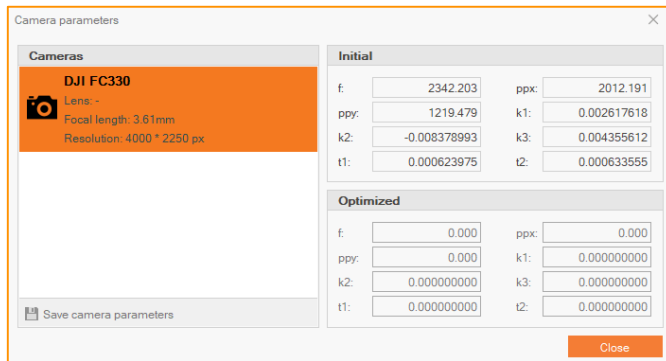 Camera parameters
Cameras
DJI FC330
Lens: -
Focal length: 3.61mm
Resolution: 4000 * 2250 px
Save camera parameters
Initial
f: 2342.203 ppx: 2012.191
ppy: 1219.479 k1: 0.002617618
k2: -0.008378993 k3: 0.004355612
t1: 0.000623975 t2: 0.000633555
Optimized
f: 0.000 ppx: 0.000
ppy: 0.000 k1: 0.000000000
k2: 0.000000000 k3: 0.000000000
t1: 0.000000000 t2: 0.000000000
Close